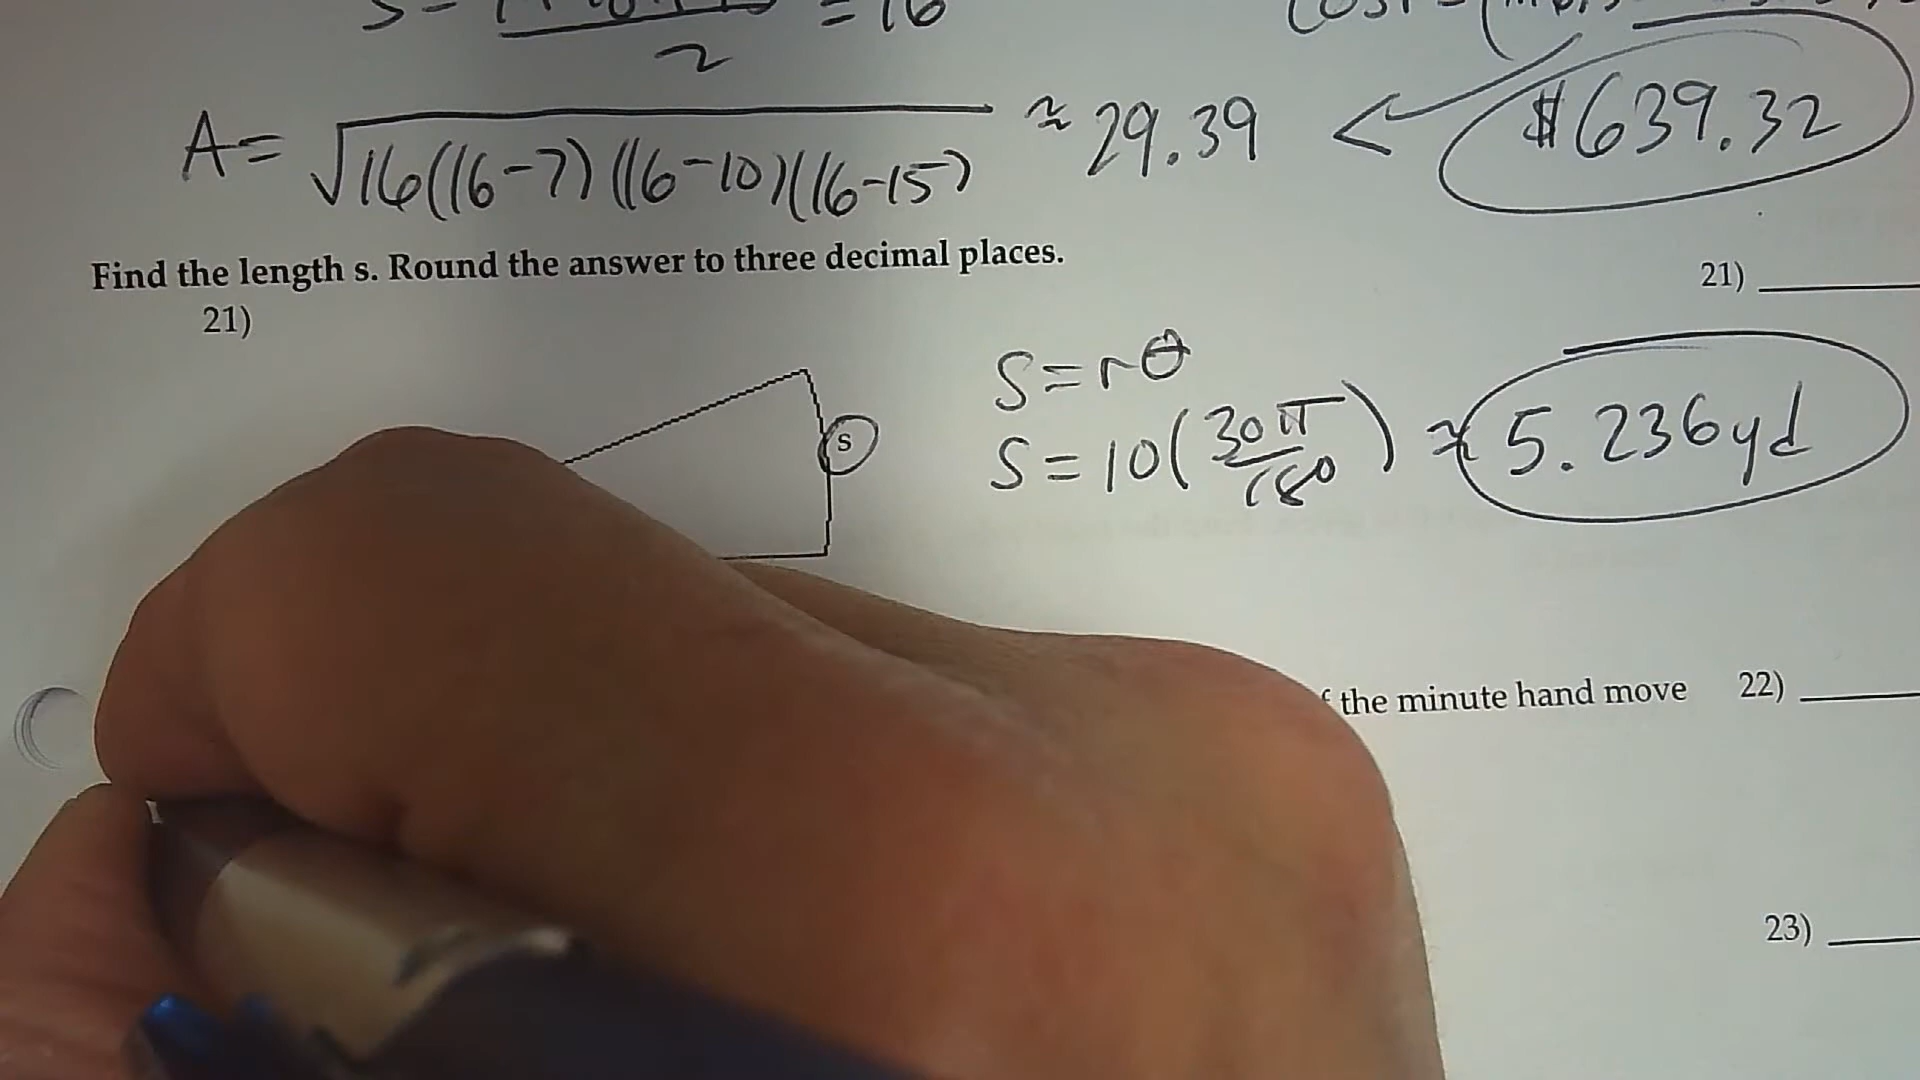 2 = 16
A = √16(16-7)(16-10)(16-15) ≈ 29.39
$639.32
Find the length s. Round the answer to three decimal places.
21)
21)
s
S = rθ
S = 10(30π/180) ≈ 5.236yd
the minute hand move
22)
23)